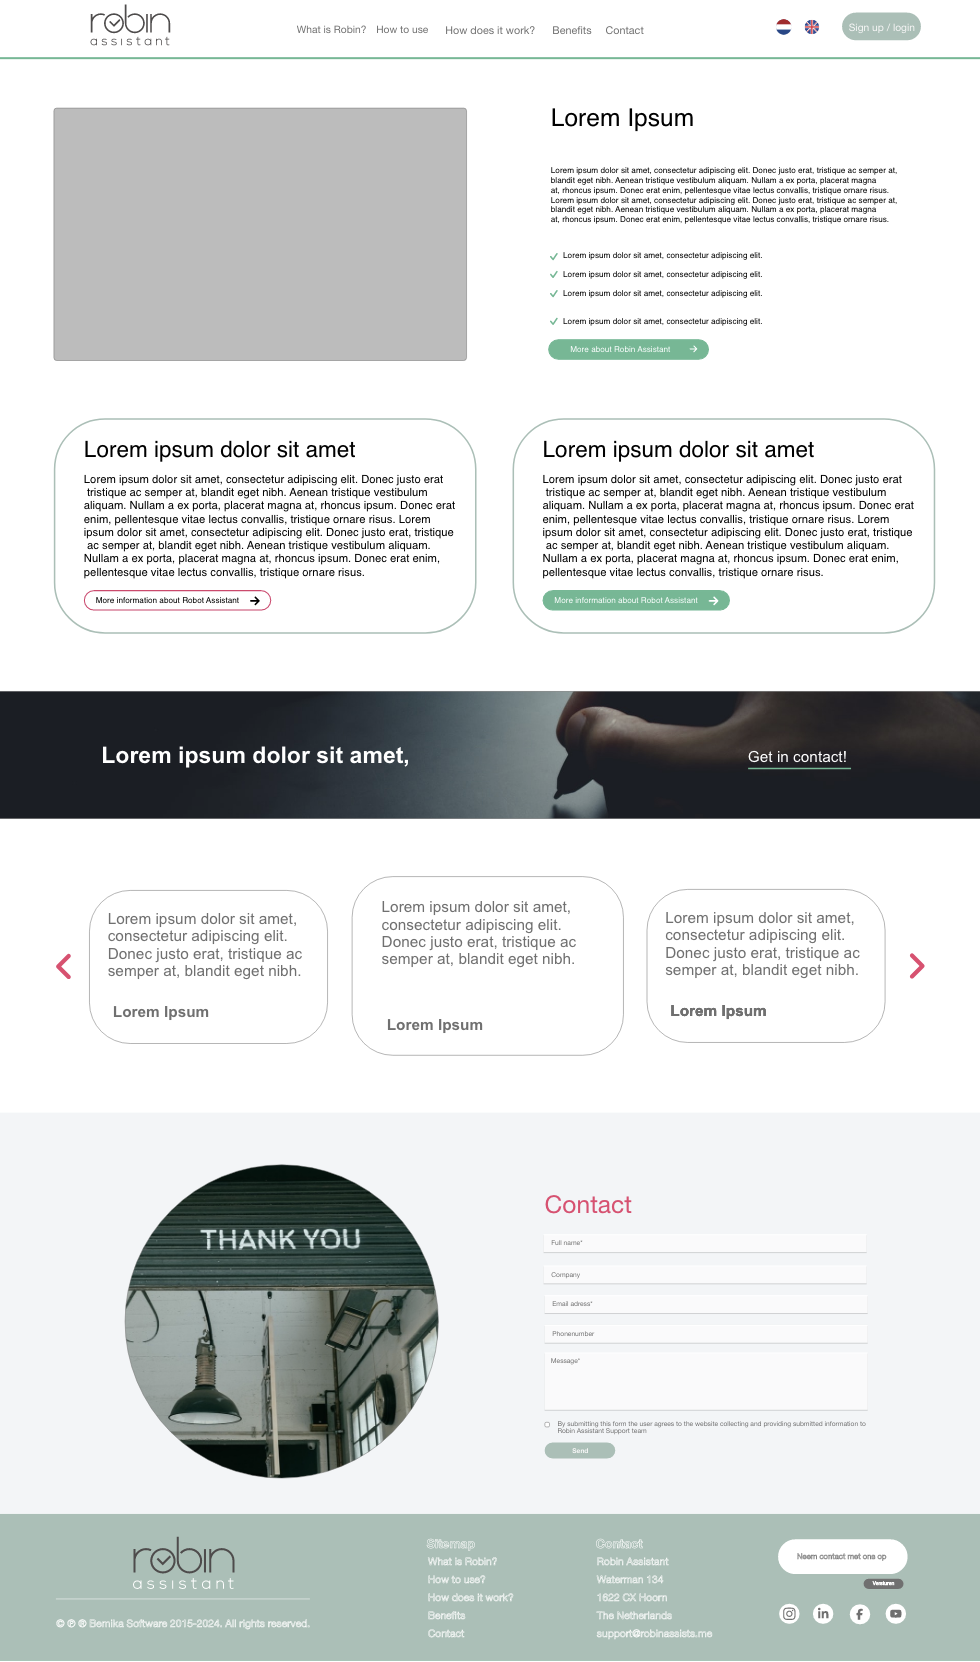 robin
assistant
What is Robin?
How to use
How does it work?
Benefits
Contact
Sign up / login
Lorem Ipsum
Lorem ipsum dolor sit amet, consectetur adipiscing elit. Donec justo erat, tristique ac semper at,
blandit eget nibh. Aenean tristique vestibulum aliquam. Nullam a ex porta, placerat magna
at, rhoncus ipsum. Donec erat enim, pellentesque vitae lectus convallis, tristique ornare risus.
Lorem ipsum dolor sit amet, consectetur adipiscing elit. Donec justo erat, tristique ac semper at,
blandit eget nibh. Aenean tristique vestibulum aliquam. Nullam a ex porta, placerat magna
at, rhoncus ipsum. Donec erat enim, pellentesque vitae lectus convallis, tristique ornare risus.
Lorem ipsum dolor sit amet, consectetur adipiscing elit.
Lorem ipsum dolor sit amet, consectetur adipiscing elit.
Lorem ipsum dolor sit amet, consectetur adipiscing elit.
Lorem ipsum dolor sit amet, consectetur adipiscing elit.
More about Robin Assistant
Lorem ipsum dolor sit amet
Lorem ipsum dolor sit amet, consectetur adipiscing elit. Donec justo erat
tristique ac semper at, blandit eget nibh. Aenean tristique vestibulum
aliquam. Nullam a ex porta, placerat magna at, rhoncus ipsum. Donec erat
enim, pellentesque vitae lectus convallis, tristique ornare risus. Lorem
ipsum dolor sit amet, consectetur adipiscing elit. Donec justo erat, tristique
ac semper at, blandit eget nibh. Aenean tristique vestibulum aliquam.
Nullam a ex porta, placerat magna at, rhoncus ipsum. Donec erat enim,
pellentesque vitae lectus convallis, tristique ornare risus.
More information about Robot Assistant
Lorem ipsum dolor sit amet
Lorem ipsum dolor sit amet, consectetur adipiscing elit. Donec justo erat
tristique ac semper at, blandit eget nibh. Aenean tristique vestibulum
aliquam. Nullam a ex porta, placerat magna at, rhoncus ipsum. Donec erat
enim, pellentesque vitae lectus convallis, tristique ornare risus. Lorem
ipsum dolor sit amet, consectetur adipiscing elit. Donec justo erat, tristique
ac semper at, blandit eget nibh. Aenean tristique vestibulum aliquam.
Nullam a ex porta, placerat magna at, rhoncus ipsum. Donec erat enim,
pellentesque vitae lectus convallis, tristique ornare risus.
More information about Robot Assistant
Lorem ipsum dolor sit amet,
Get in contact!
Lorem ipsum dolor sit amet,
consectetur adipiscing elit.
Donec justo erat, tristique ac
semper at, blandit eget nibh.
Lorem Ipsum
Lorem ipsum dolor sit amet,
consectetur adipiscing elit.
Donec justo erat, tristique ac
semper at, blandit eget nibh.
Lorem Ipsum
Lorem ipsum dolor sit amet,
consectetur adipiscing elit.
Donec justo erat, tristique ac
semper at, blandit eget nibh.
Lorem Ipsum
THANK YOU
Contact
Full name*
Company
Email adress*
Phonenumber
Message*
By submitting this form the user agrees to the website collecting and providing submitted information to
Robin Assistant Support team
Send
robin
assistant
© ℗ ® Bemika Software 2015-2024. All rights reserved.
Sitemap
What is Robin?
How to use?
How does it work?
Benefits
Contact
Contact
Robin Assistant
Waterman 134
1622 CX Hoorn
The Netherlands
support@robinassists.me
Neem contact met ons op
Versturen